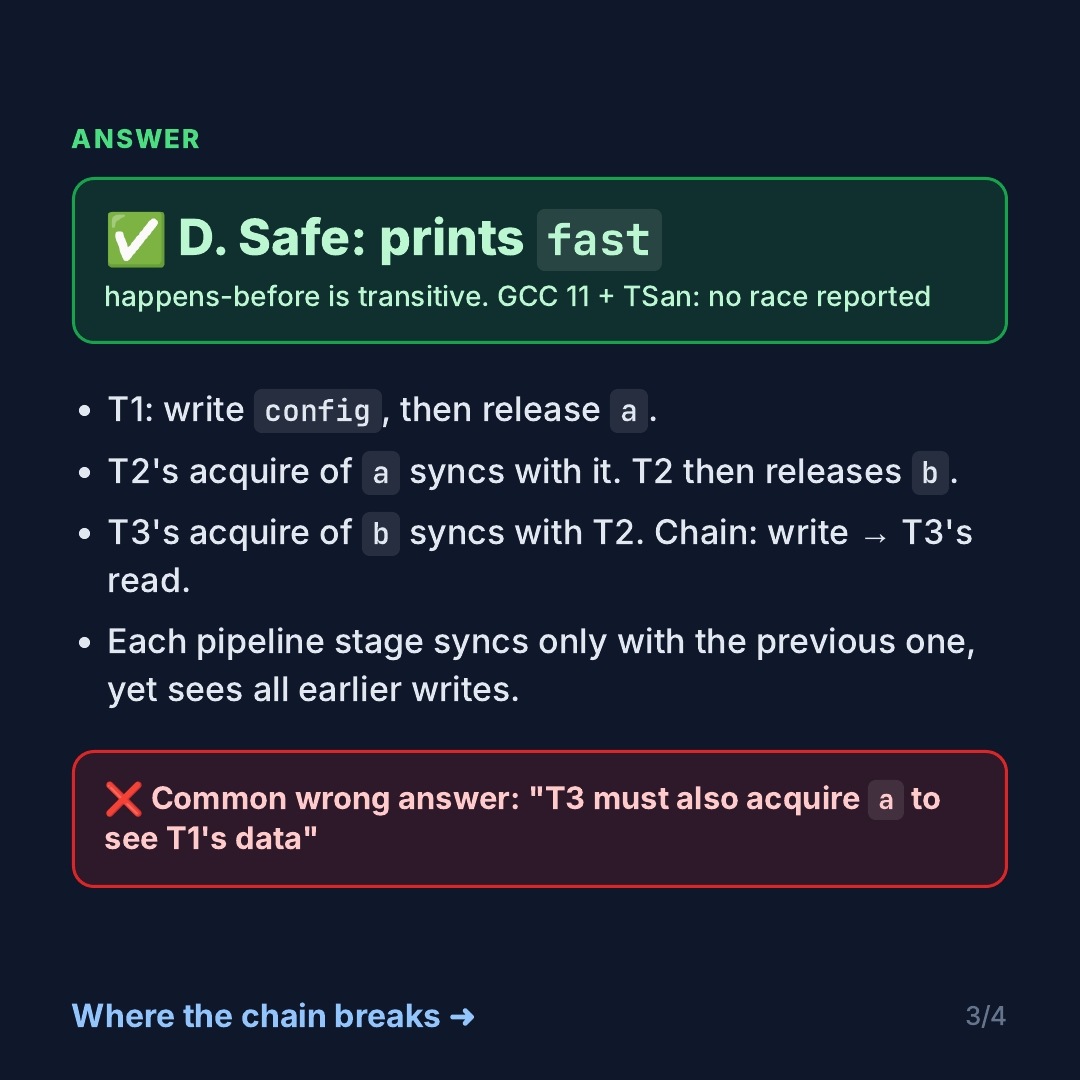 ANSWER
✅ D. Safe: prints fast
happens-before is transitive. GCC 11 + TSan: no race reported
• T1: write config, then release a.
• T2's acquire of a syncs with it. T2 then releases b.
• T3's acquire of b syncs with T2. Chain: write → T3's
read.
• Each pipeline stage syncs only with the previous one,
yet sees all earlier writes.
❌ Common wrong answer: "T3 must also acquire a to
see T1's data"
Where the chain breaks ➜
3/4